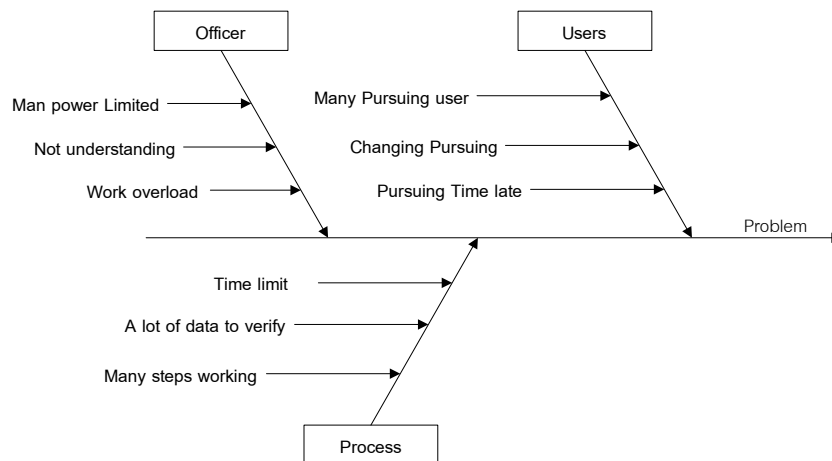 Officer
Users
Man power Limited
Many Pursuing user
Not understanding
Changing Pursuing
Work overload
Pursuing Time late
Problem
Time limit
A lot of data to verify
Many steps working
Process